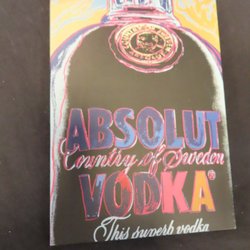 ABSOLUT
Country of Sweden
VODKA®
This superb vodka